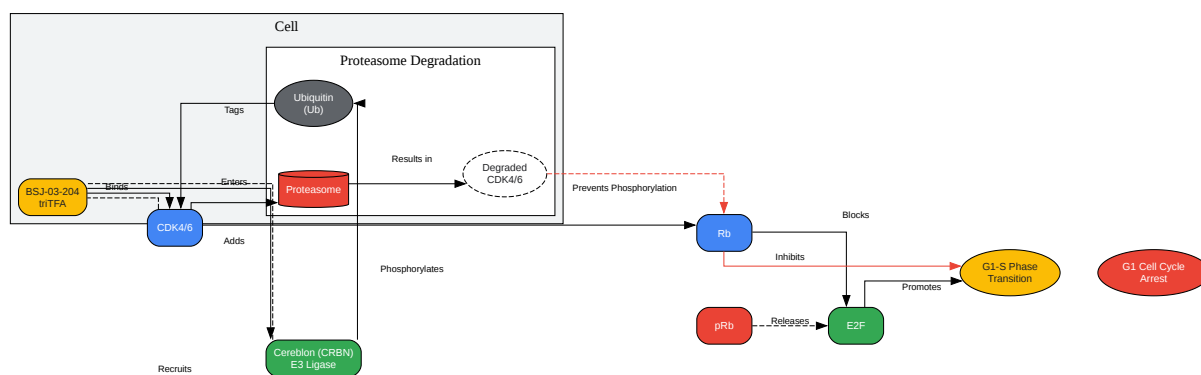 Cell
Proteasome Degradation
Ubiquitin
(Ub)
Tags
Results in
Degraded
CDK4/6
BSJ-03-204
triTFA
Binds
Enters
Proteasome
Prevents Phosphorylation
CDK4/6
Adds
Rb
Blocks
Phosphorylates
Inhibits
G1-S Phase
Transition
G1 Cell Cycle
Arrest
Promotes
pRb
Releases
E2F
Cereblon (CRBN)
E3 Ligase
Recruits